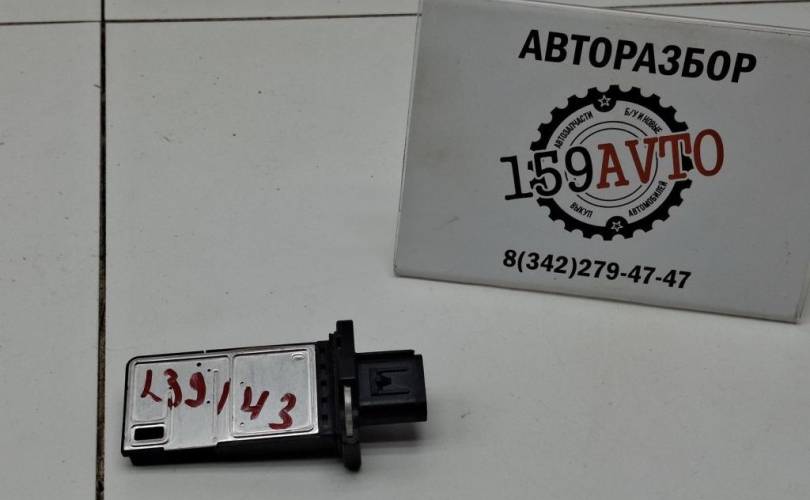 АВТОРАЗБОР
АВТОЗАПЧАСТИ
Б/У И НОВЫЕ
159AVTO
ВЫКУП
АВТОМОБИЛЕЙ
8(342)279-47-47
L39143